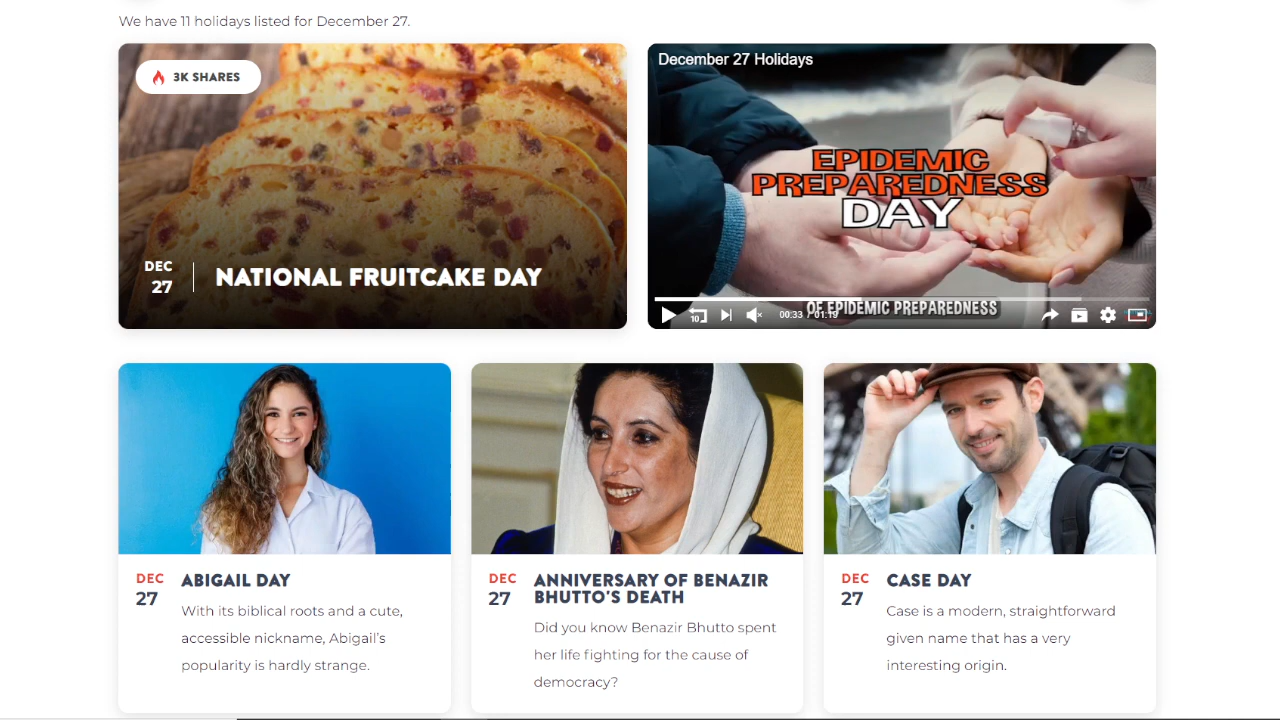 We have 11 holidays listed for December 27.
3K SHARES
DEC
27
NATIONAL FRUITCAKE DAY
December 27 Holidays
EPIDEMIC
PREPAREDNESS
DAY
OF EPIDEMIC PREPAREDNESS
10
00:33 / 01:19
DEC
27
ABIGAIL DAY
With its biblical roots and a cute,
accessible nickname, Abigail's
popularity is hardly strange.
DEC
27
ANNIVERSARY OF BENAZIR
BHUTTO'S DEATH
Did you know Benazir Bhutto spent
her life fighting for the cause of
democracy?
DEC
27
CASE DAY
Case is a modern, straightforward
given name that has a very
interesting origin.